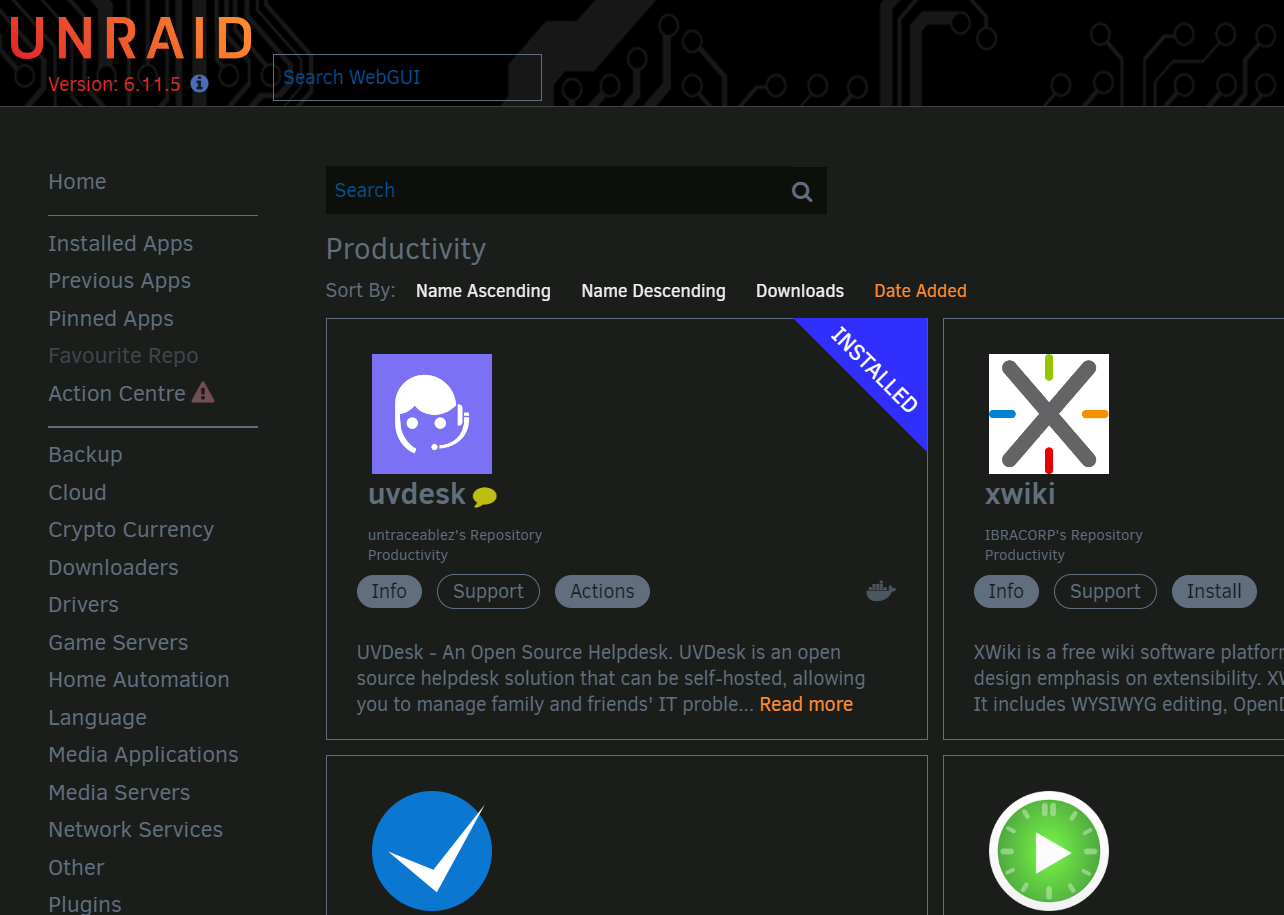 UNRAID
Version: 6.11.5
Search WebGUI
Home
Installed Apps
Previous Apps
Pinned Apps
Favourite Repo
Action Centre
Backup
Cloud
Crypto Currency
Downloaders
Drivers
Game Servers
Home Automation
Language
Media Applications
Media Servers
Network Services
Other
Plugins
Search
Productivity
Sort By: Name Ascending Name Descending Downloads Date Added
INSTALLED
uvdesk
untraceablez's Repository
Productivity
Info Support Actions
UVDesk - An Open Source Helpdesk. UVDesk is an open
source helpdesk solution that can be self-hosted, allowing
you to manage family and friends' IT proble... Read more
xwiki
IBRACORP's Repository
Productivity
Info Support Install
XWiki is a free wiki software platfor
design emphasis on extensibility. XW
It includes WYSIWYG editing, OpenD